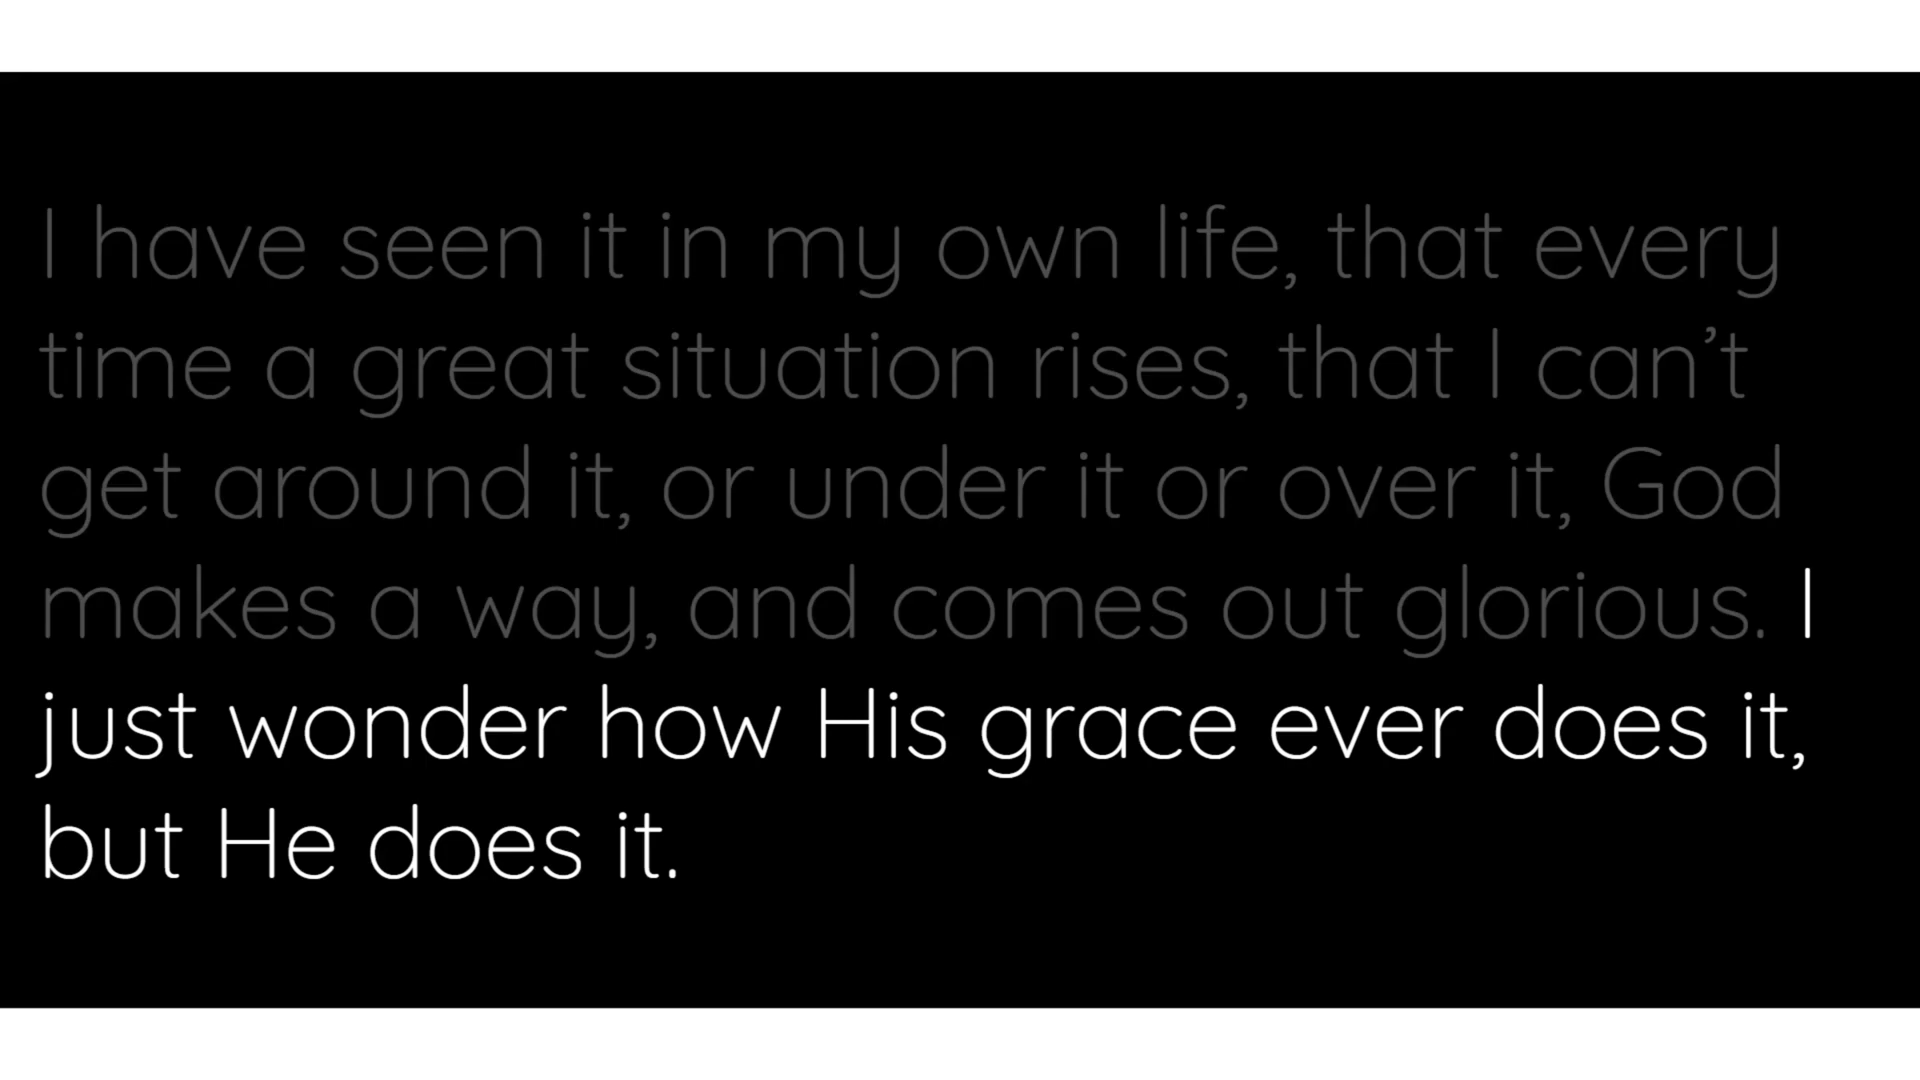 I have seen it in my own life, that every
time a great situation rises, that I can’t
get around it, or under it or over it, God
makes a way, and comes out glorious. I
just wonder how His grace ever does it,
but He does it.